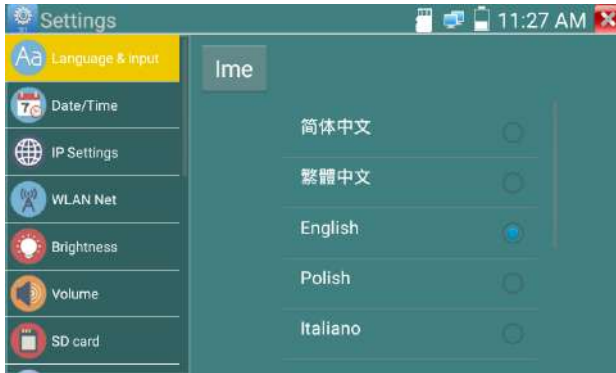 Settings
11:27 AM
Language & Input
Ime
Date/Time
IP Settings
WLAN Net
Brightness
Volume
SD card
简体中文
繁體中文
English
Polish
Italiano